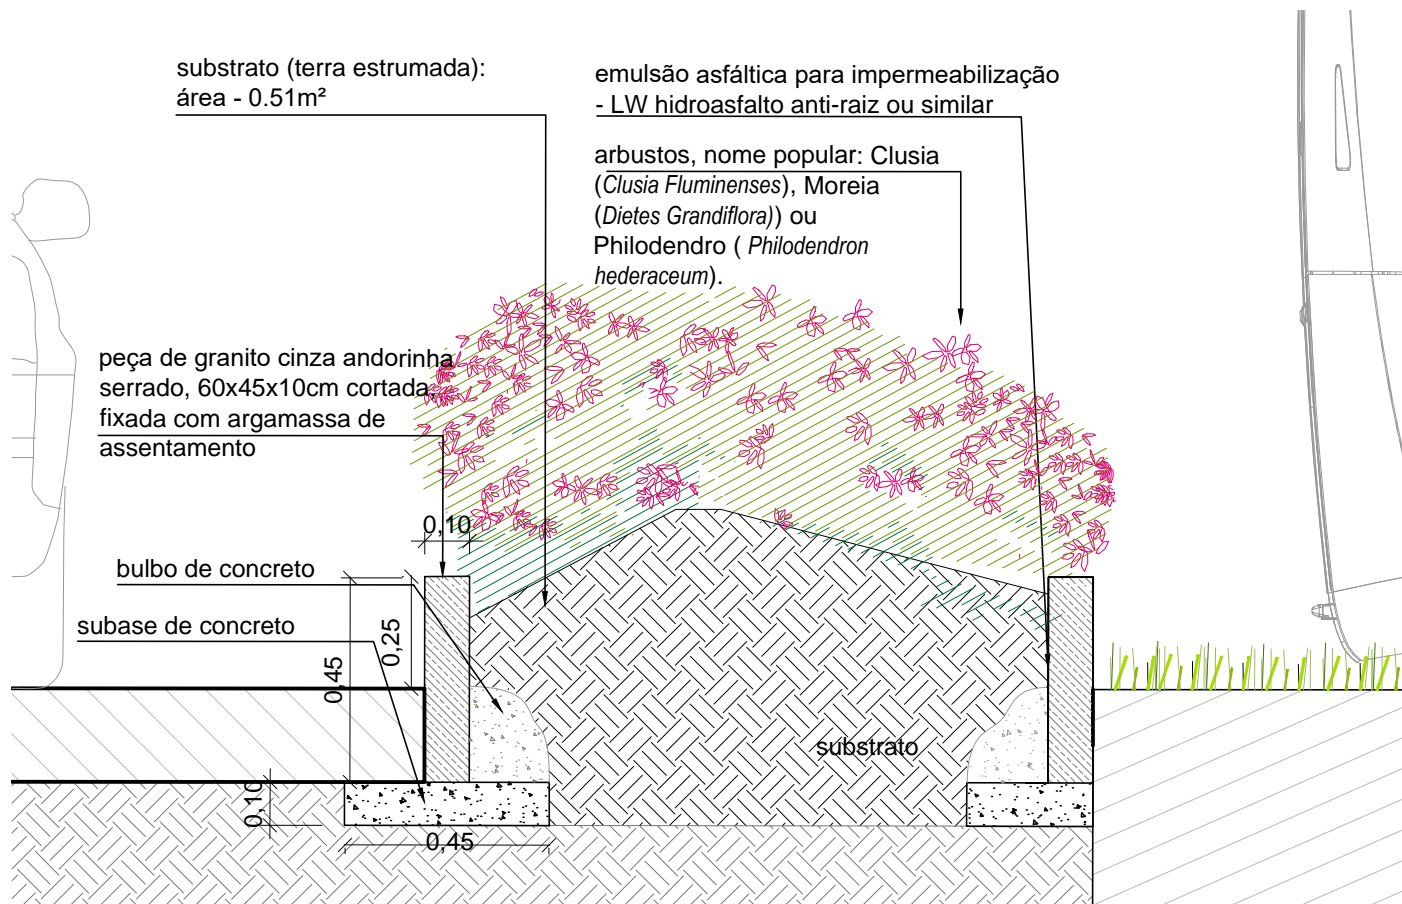 substrato (terra estrumada):
área - 0.51m²
emulsão asfáltica para impermeabilização
- LW hidroasfalto anti-raiz ou similar
arbustos, nome popular: Clusia
(Clusia Fluminenses), Moreia
(Dietes Grandiflora)) ou
Philodendro ( Philodendron
hederaceum).
peça de granito cinza andorinha
serrado, 60x45x10cm cortada,
fixada com argamassa de
assentamento
0,10
bulbo de concreto
subase de concreto
0,25
0,45
substrato
0,10
0,45